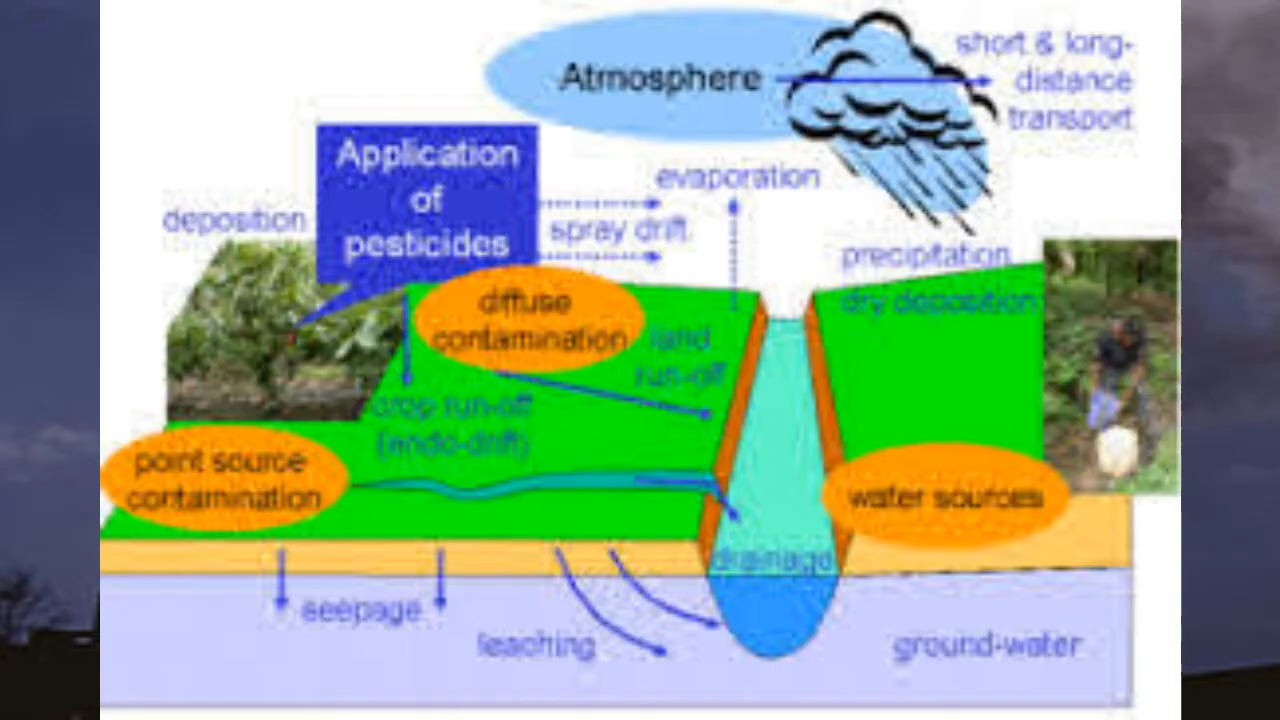 Atmosphere
short & long-
distance
transport
Application
of
pesticides
evaporation
deposition
spray drift
precipitation
dry deposition
diffuse
contamination
land
run-off
crop run-off
(endo-drift)
point source
contamination
water sources
drainage
seepage
leaching
ground-water